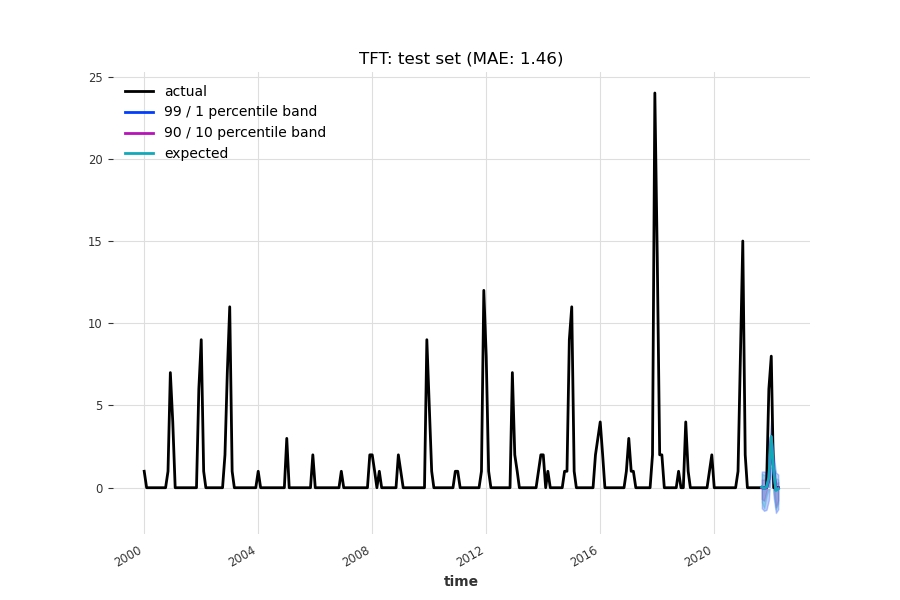 TFT: test set (MAE: 1.46)
25
actual
99 / 1 percentile band
90 / 10 percentile band
expected
20
15
10
5
0
2000
2004
2008
2012
2016
2020
time